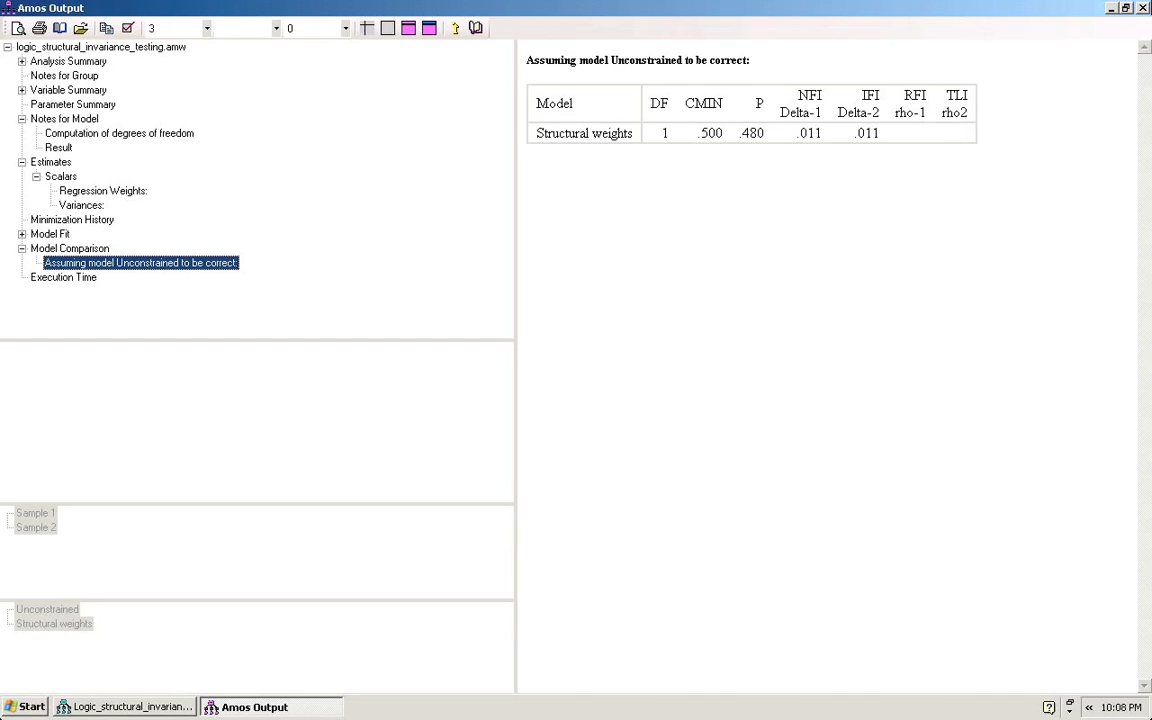 Amos Output
3
0
logic_structural_invariance_testing.amw
Analysis Summary
Notes for Group
Variable Summary
Parameter Summary
Notes for Model
Computation of degrees of freedom
Result
Estimates
Scalars
Regression Weights:
Variances:
Minimization History
Model Fit
Model Comparison
Assuming model Unconstrained to be correct:
Execution Time
Sample 1
Sample 2
Unconstrained
Structural weights
Assuming model Unconstrained to be correct:
Model DF CMIN P NFI Delta-1 IFI Delta-2 RFI rho-1 TLI rho2
Structural weights 1 .500 .480 .011 .011
Start Logic_structural_invarian... Amos Output « 10:08 PM